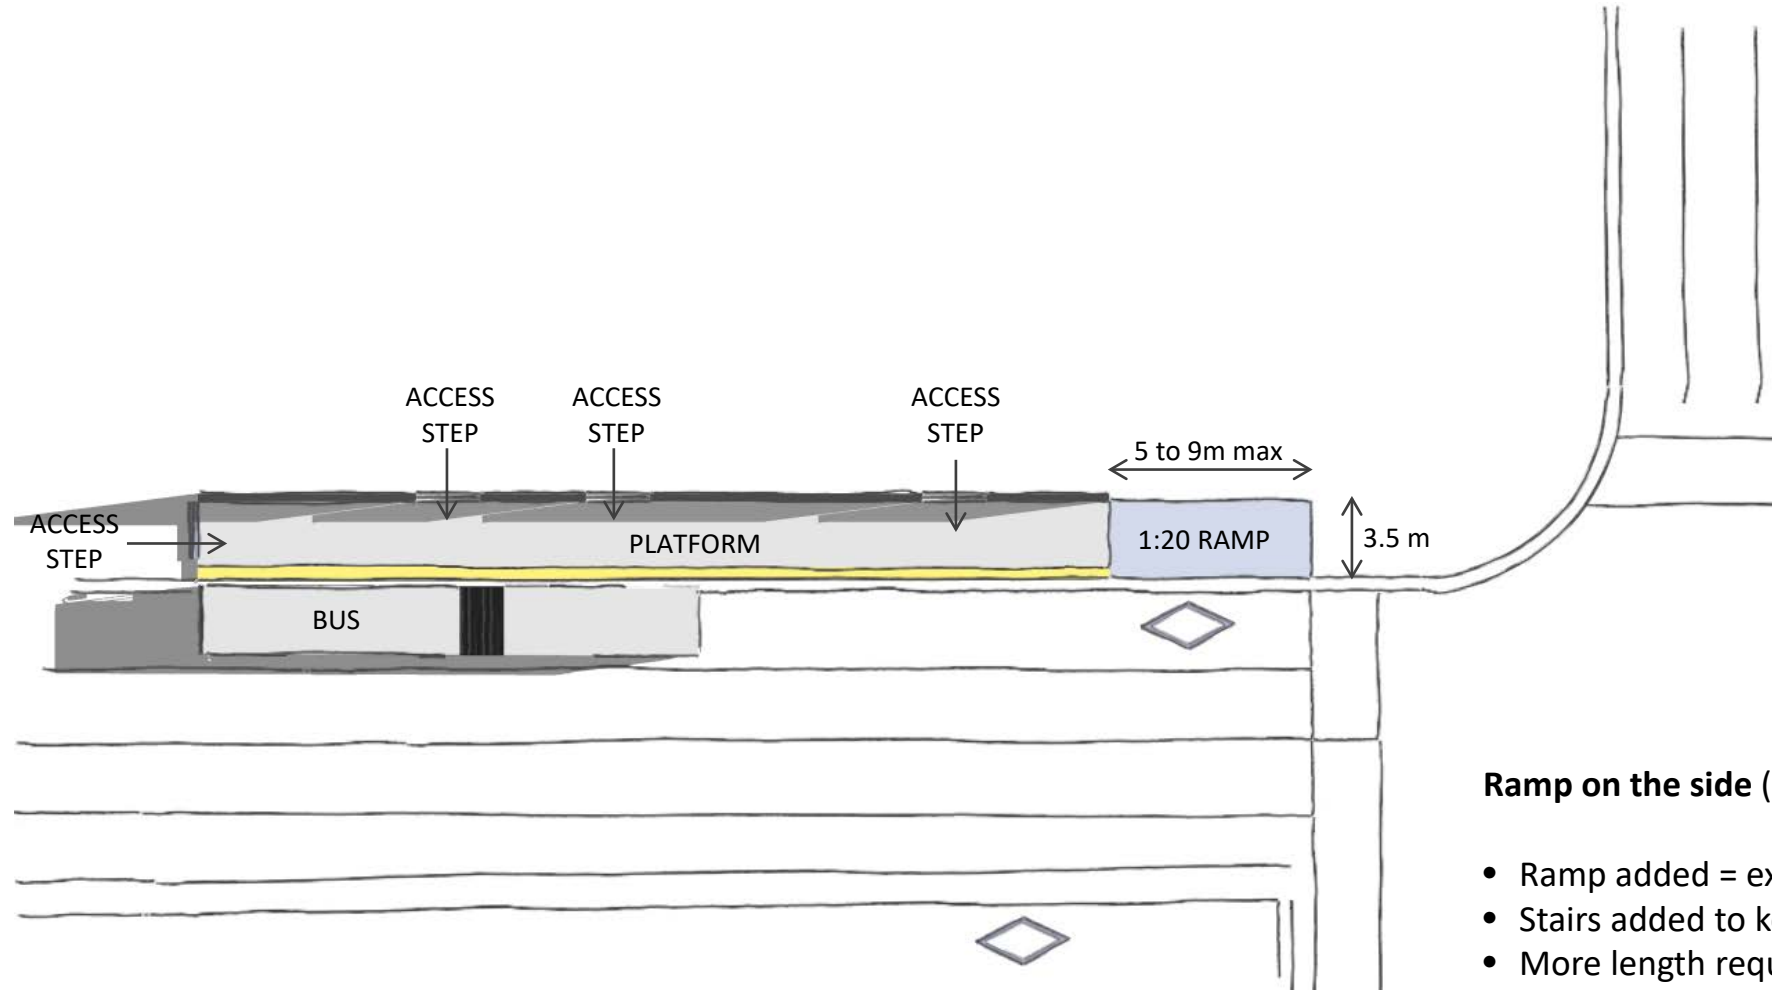 ACCESS
STEP
ACCESS
STEP
ACCESS
STEP
5 to 9m max
ACCESS
STEP
PLATFORM
1:20 RAMP
3.5 m
BUS
Ramp on the side (
• Ramp added = ex
• Stairs added to k
• More length requ